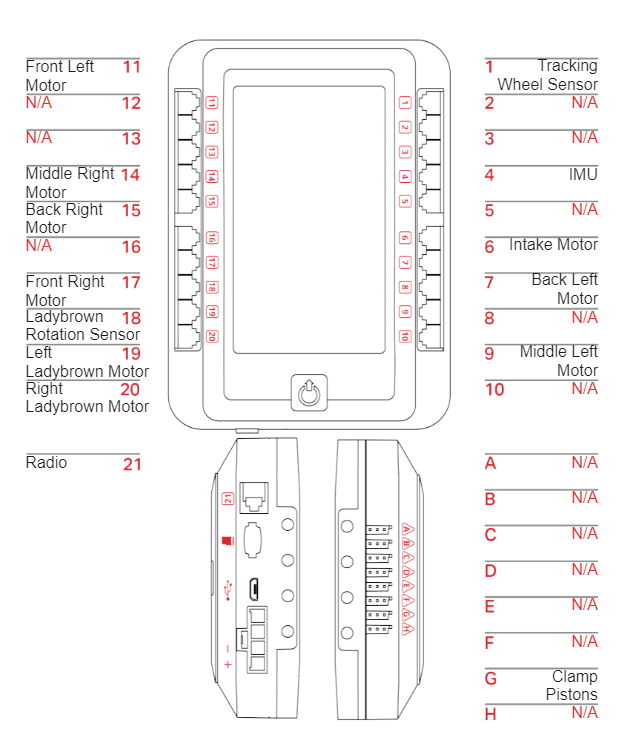 Front Left 11
Motor
N/A 12
N/A 13
Middle Right 14
Motor
Back Right 15
Motor
N/A 16
Front Right 17
Motor
Ladybrown 18
Rotation Sensor
Left 19
Ladybrown Motor
Right 20
Ladybrown Motor
Radio 21
11
12
13
14
15
16
17
18
19
20
1
2
3
4
5
6
7
8
9
10
1 Tracking
Wheel Sensor
2 N/A
3 N/A
4 IMU
5 N/A
6 Intake Motor
7 Back Left
Motor
8 N/A
9 Middle Left
Motor
10 N/A
21
− +
A
B
C
D
E
F
G
H
A N/A
B N/A
C N/A
D N/A
E N/A
F N/A
G Clamp
Pistons
H N/A